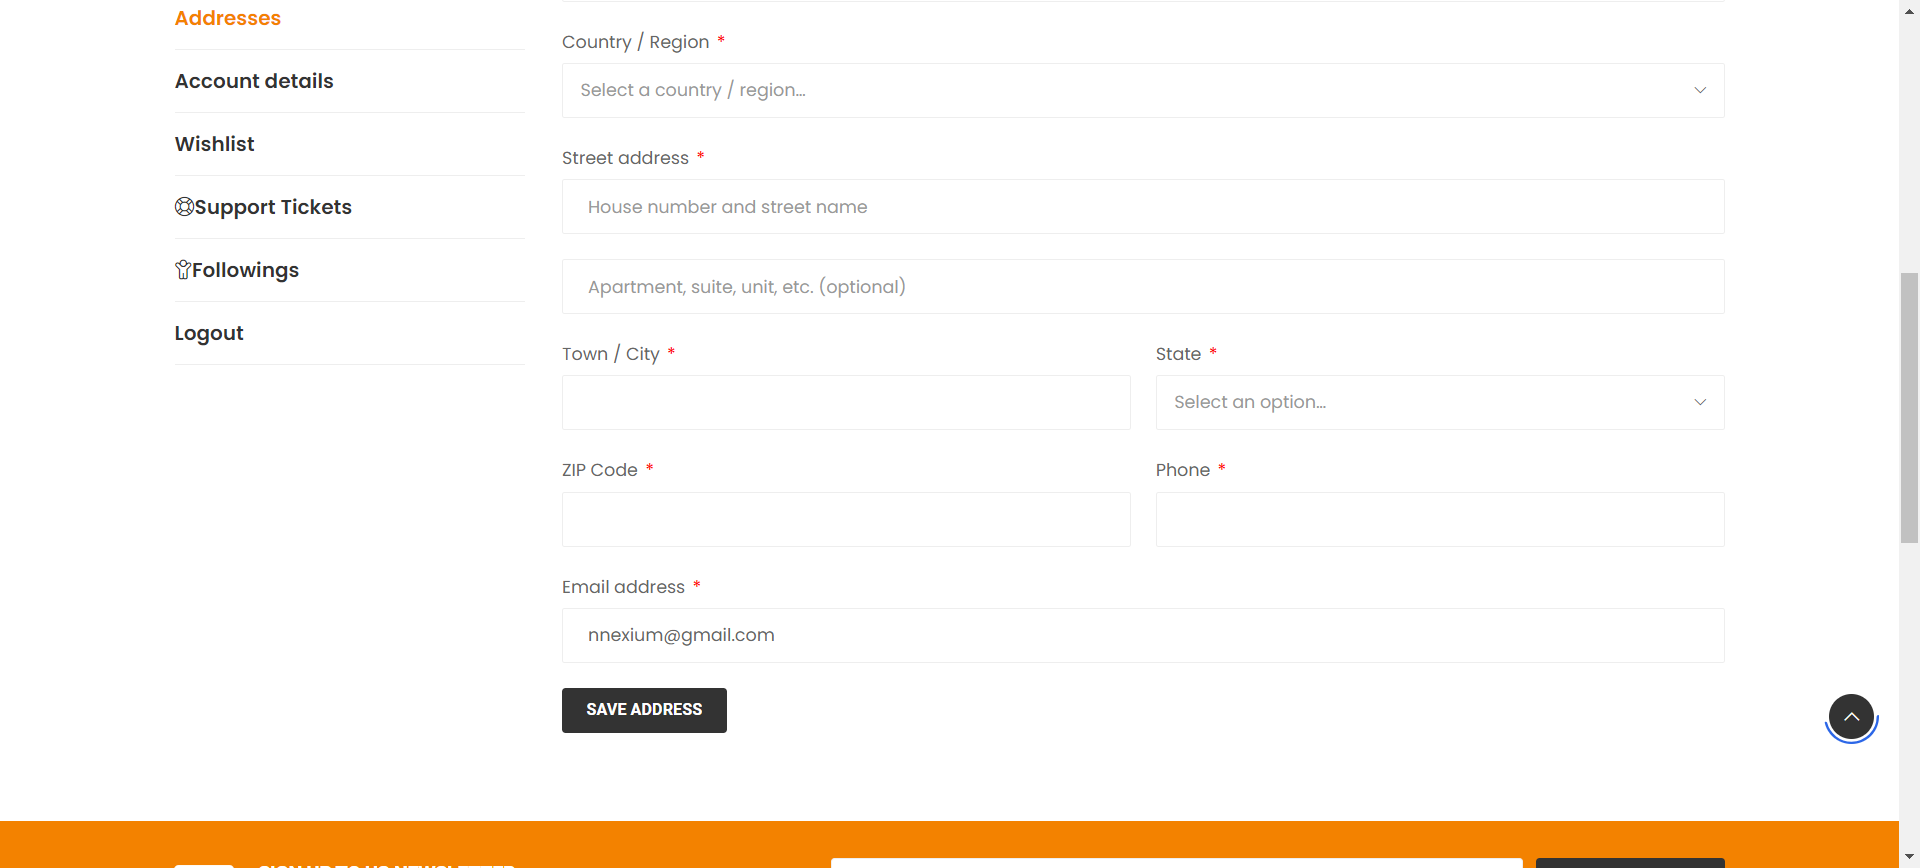 Addresses
Account details
Wishlist
Support Tickets
Followings
Logout
Country / Region *
Select a country / region...
Street address *
House number and street name
Apartment, suite, unit, etc. (optional)
Town / City *
State *
Select an option...
ZIP Code *
Phone *
Email address *
nnexium@gmail.com
SAVE ADDRESS